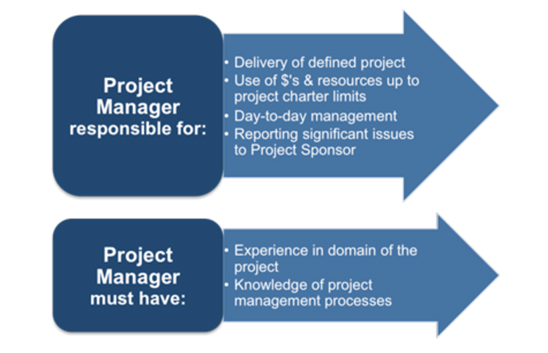 Project
Manager
responsible for:
• Delivery of defined project
• Use of $'s & resources up to
project charter limits
• Day-to-day management
• Reporting significant issues
to Project Sponsor
Project
Manager
must have:
• Experience in domain of the
project
• Knowledge of project
management processes